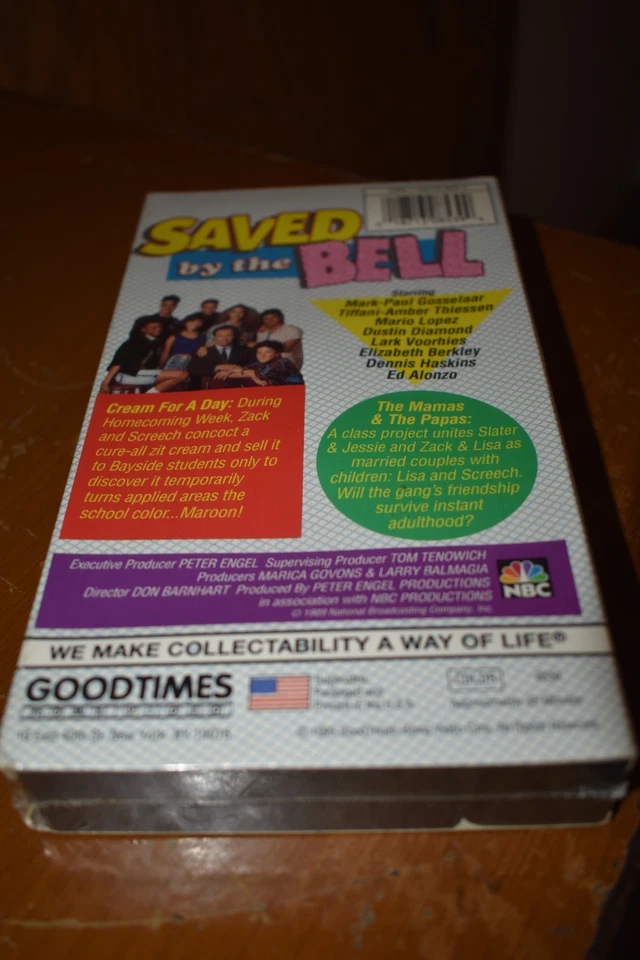 SAVED
by the BELL
Starring
Mark-Paul Gosselaar
Tiffani-Amber Thiessen
Mario Lopez
Dustin Diamond
Lark Voorhies
Elizabeth Berkley
Dennis Haskins
Ed Alonzo
Cream For A Day: During
Homecoming Week, Zack
and Screech concoct a
cure-all zit cream and sell it
to Bayside students only to
discover it temporarily
turns applied areas the
school color...Maroon!
The Mamas
& The Papas:
A class project unites Slater
& Jessie and Zack & Lisa as
married couples with
children: Lisa and Screech.
Will the gang's friendship
survive instant
adulthood?
Executive Producer PETER ENGEL Supervising Producer TOM TENOWICH
Producers MARICA GOVONS & LARRY BALMAGIA
Director DON BARNHART Produced By PETER ENGEL PRODUCTIONS
in association with NBC PRODUCTIONS
© 1989 National Broadcasting Company, Inc.
NBC
WE MAKE COLLECTABILITY A WAY OF LIFE®
GOODTIMES